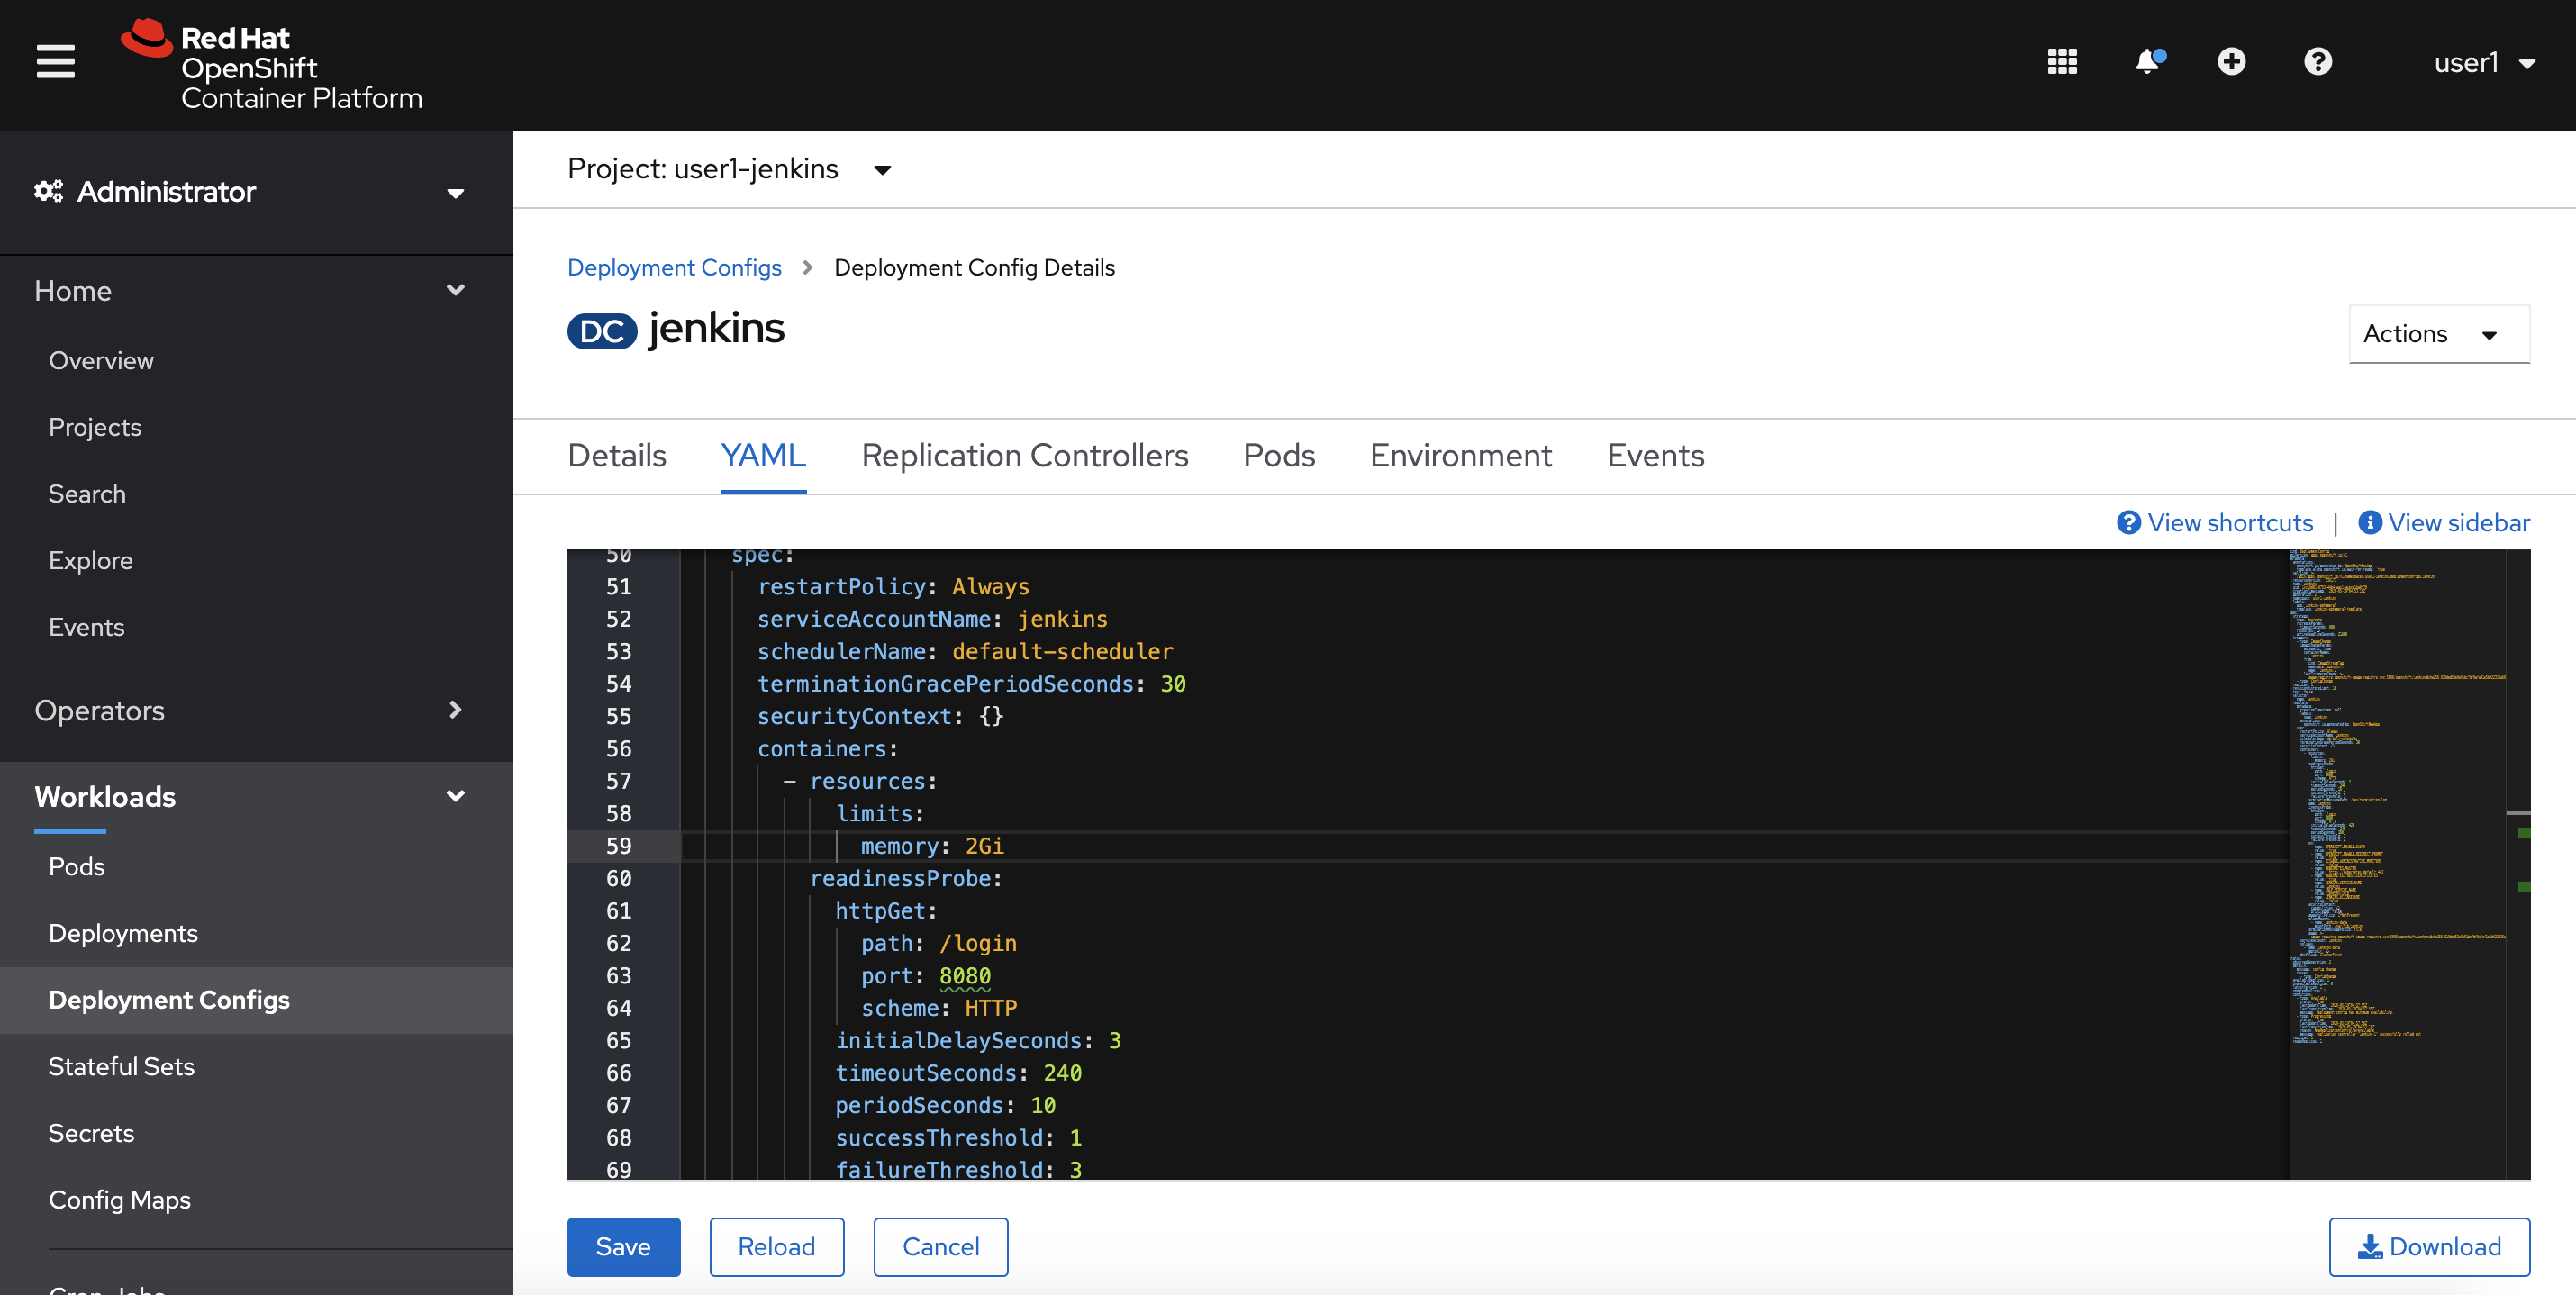 Red Hat
OpenShift
Container Platform
user1
Administrator
Home
Overview
Projects
Search
Explore
Events
Operators
Workloads
Pods
Deployments
Deployment Configs
Stateful Sets
Secrets
Config Maps
Project: user1-jenkins
Deployment Configs > Deployment Config Details
DC jenkins
Actions
Details YAML Replication Controllers Pods Environment Events
View shortcuts | View sidebar
50 spec:
51 restartPolicy: Always
52 serviceAccountName: jenkins
53 schedulerName: default-scheduler
54 terminationGracePeriodSeconds: 30
55 securityContext: {}
56 containers:
57 - resources:
58 limits:
59 memory: 2Gi
60 readinessProbe:
61 httpGet:
62 path: /login
63 port: 8080
64 scheme: HTTP
65 initialDelaySeconds: 3
66 timeoutSeconds: 240
67 periodSeconds: 10
68 successThreshold: 1
69 failureThreshold: 3
Save Reload Cancel Download